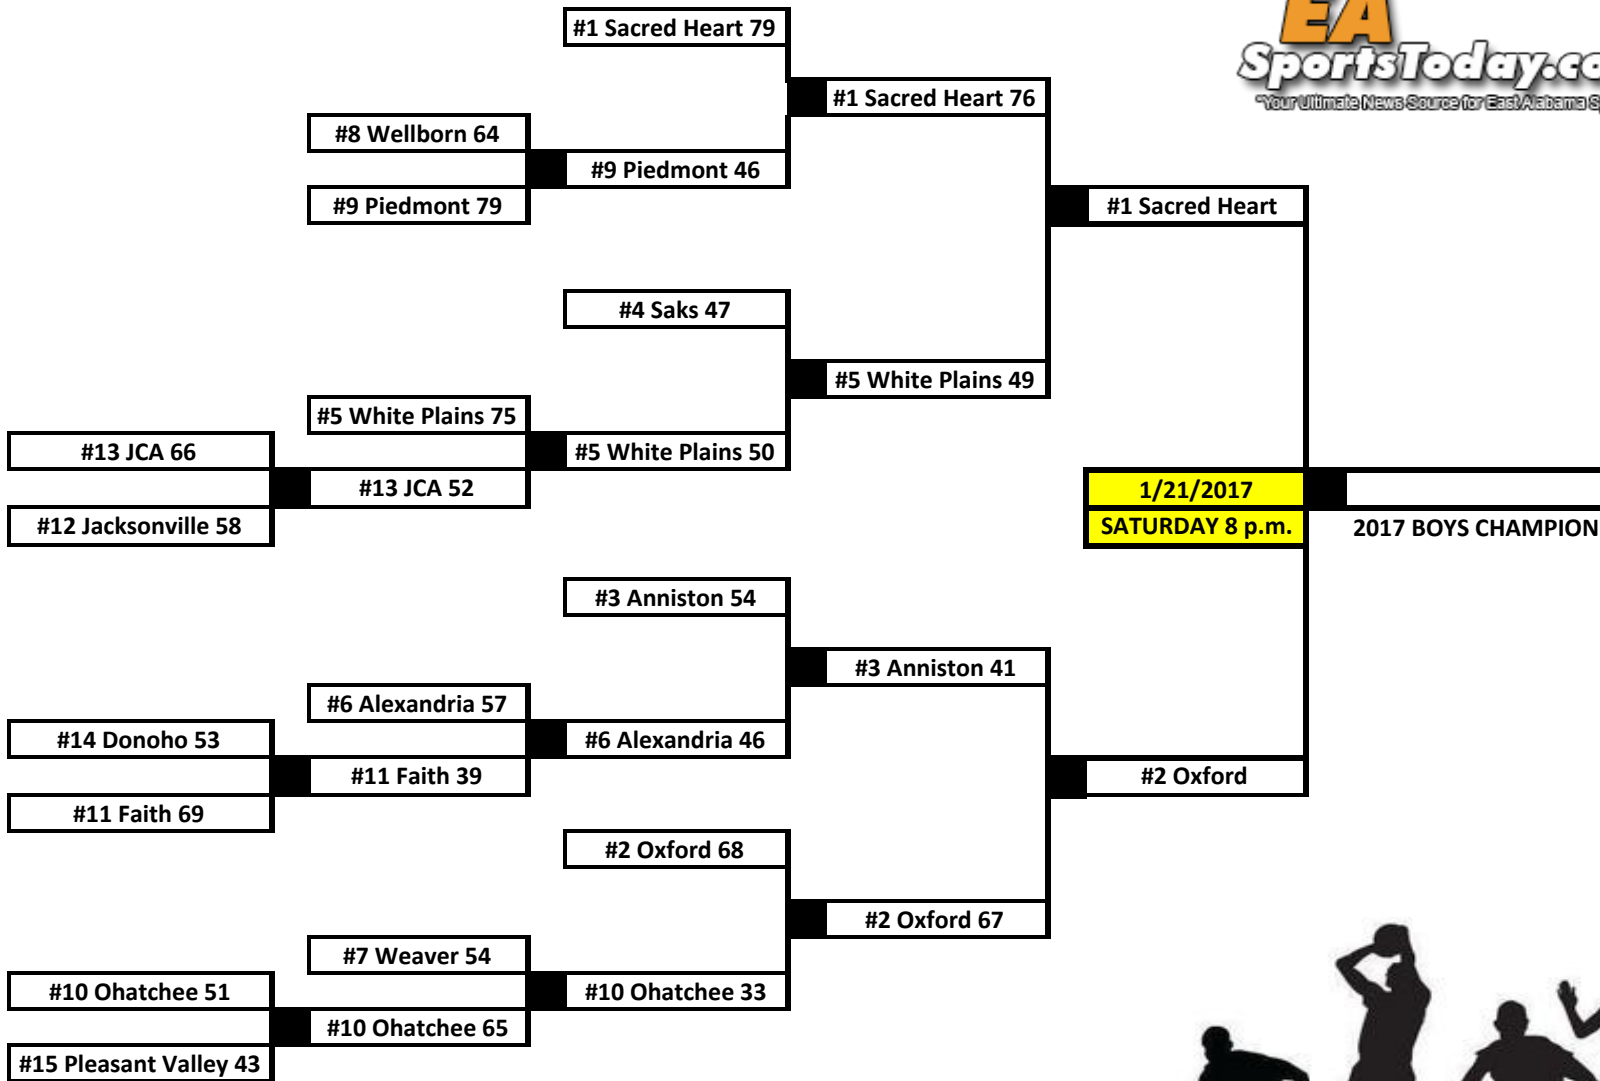 EA
#1 Sacred Heart 79
#1 Sacred Heart 76
#8 Wellborn 64
#9 Piedmont 46
#9 Piedmont 79
#1 Sacred Heart
#4 Saks 47
#5 White Plains 49
#5 White Plains 75
#13 JCA 66
#5 White Plains 50
#13 JCA 52
1/21/2017
#12 Jacksonville 58
SATURDAY 8 p.m.
2017 BOYS CHAMPION
#3 Anniston 54
#3 Anniston 41
#6 Alexandria 57
#14 Donoho 53
#6 Alexandria 46
#11 Faith 39
#2 Oxford
#11 Faith 69
#2 Oxford 68
#2 Oxford 67
#7 Weaver 54
#10 Ohatchee 51
#10 Ohatchee 33
#10 Ohatchee 65
#15 Pleasant Valley 43
SportsToday.co
"Your Ultimate News Source for East Alabama Sp